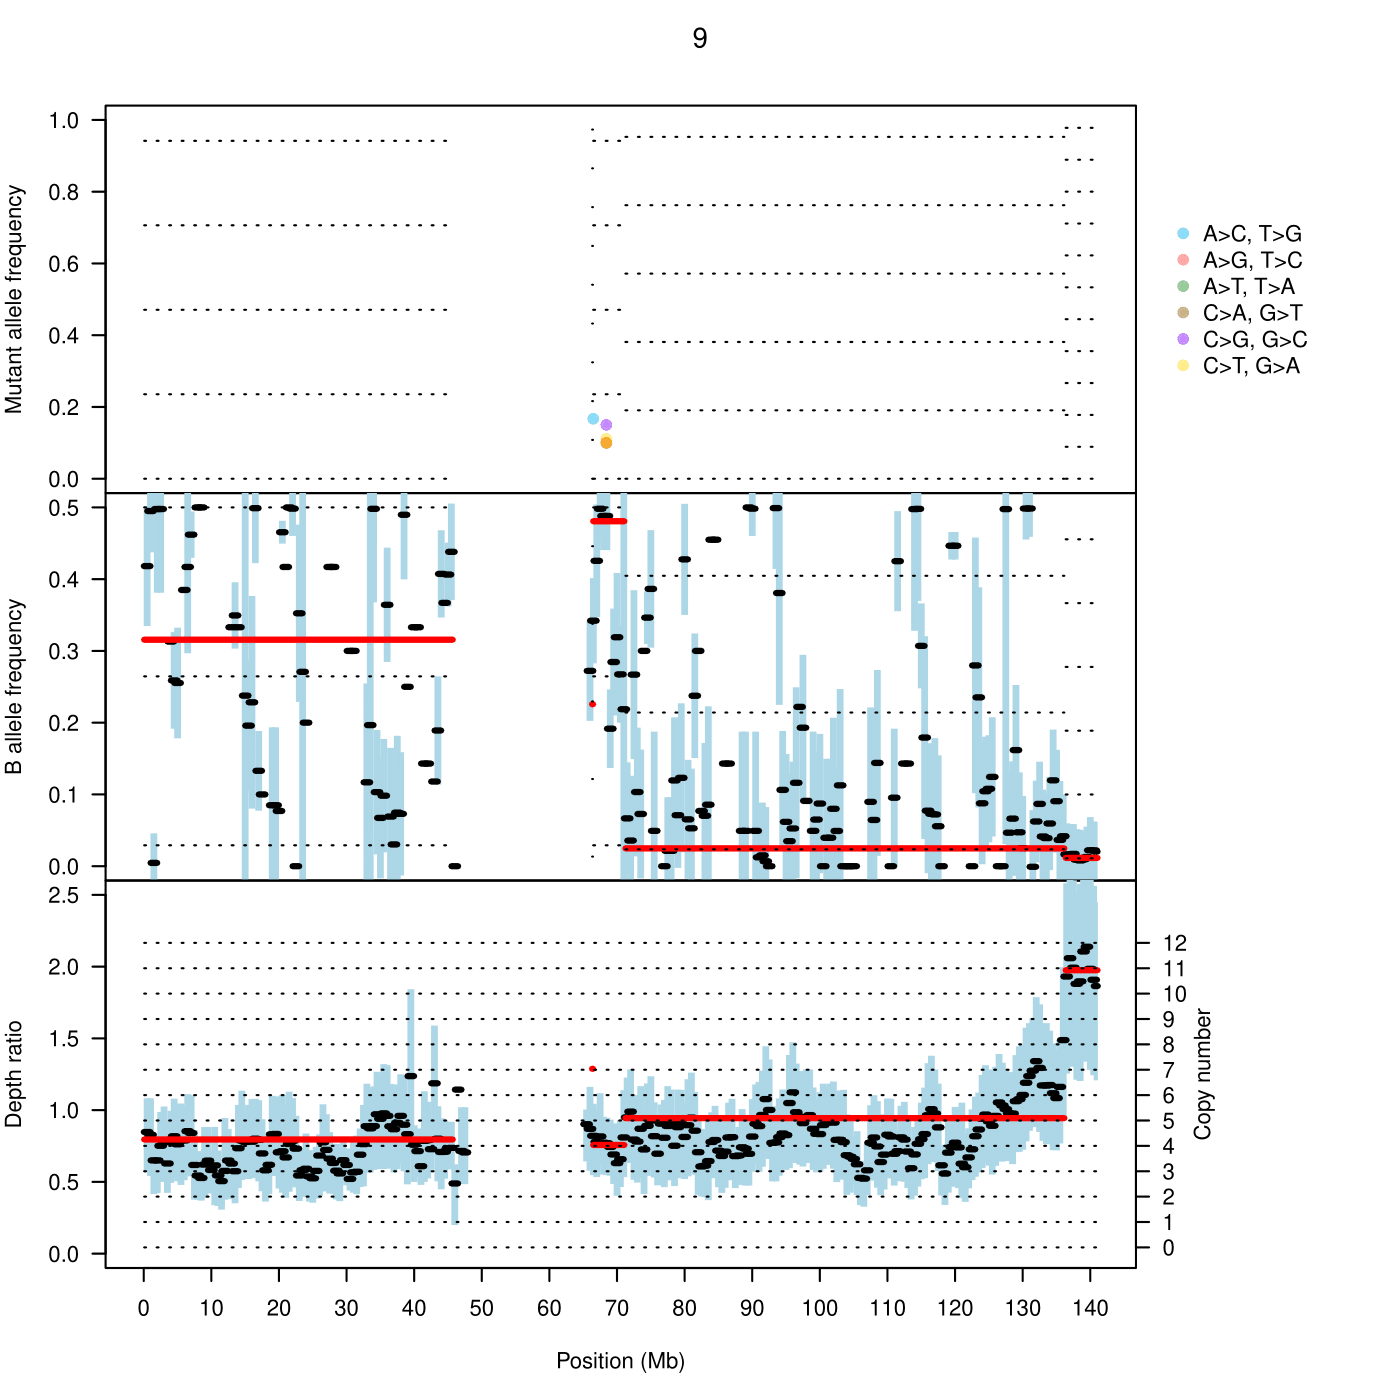 9
Mutant allele frequency
1.0
0.8
0.6
0.4
0.2
0.0
A>C, T>G
A>G, T>C
A>T, T>A
C>A, G>T
C>G, G>C
C>T, G>A
B allele frequency
0.5
0.4
0.3
0.2
0.1
0.0
Depth ratio
2.5
2.0
1.5
1.0
0.5
0.0
12
11
10
9
8
7
6
5
4
3
2
1
0
Copy number
0 10 20 30 40 50 60 70 80 90 100 110 120 130 140
Position (Mb)